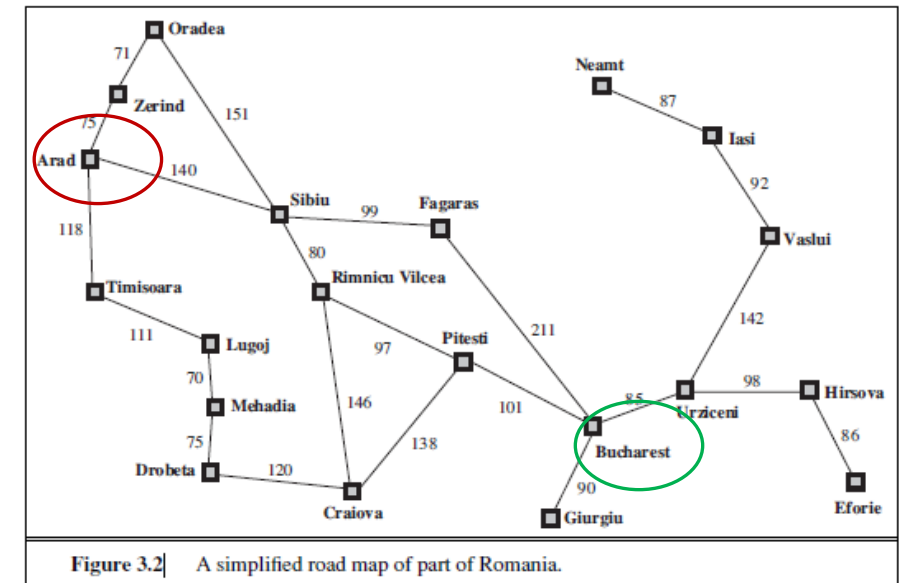 Oradea
71
Neamt
Zerind
87
151
75
Iasi
Arad
140
92
Sibiu
Fagaras
99
118
Vaslui
80
Timisoara
Rimnicu Vilcea
142
111
211
Lugoj
97
Pitesti
70
98
Hirsova
146
85
Mehadia
101
Urziceni
75
138
86
Bucharest
Drobeta
120
90
Craiova
Giurgiu
Eforie
Figure 3.2 A simplified road map of part of Romania.